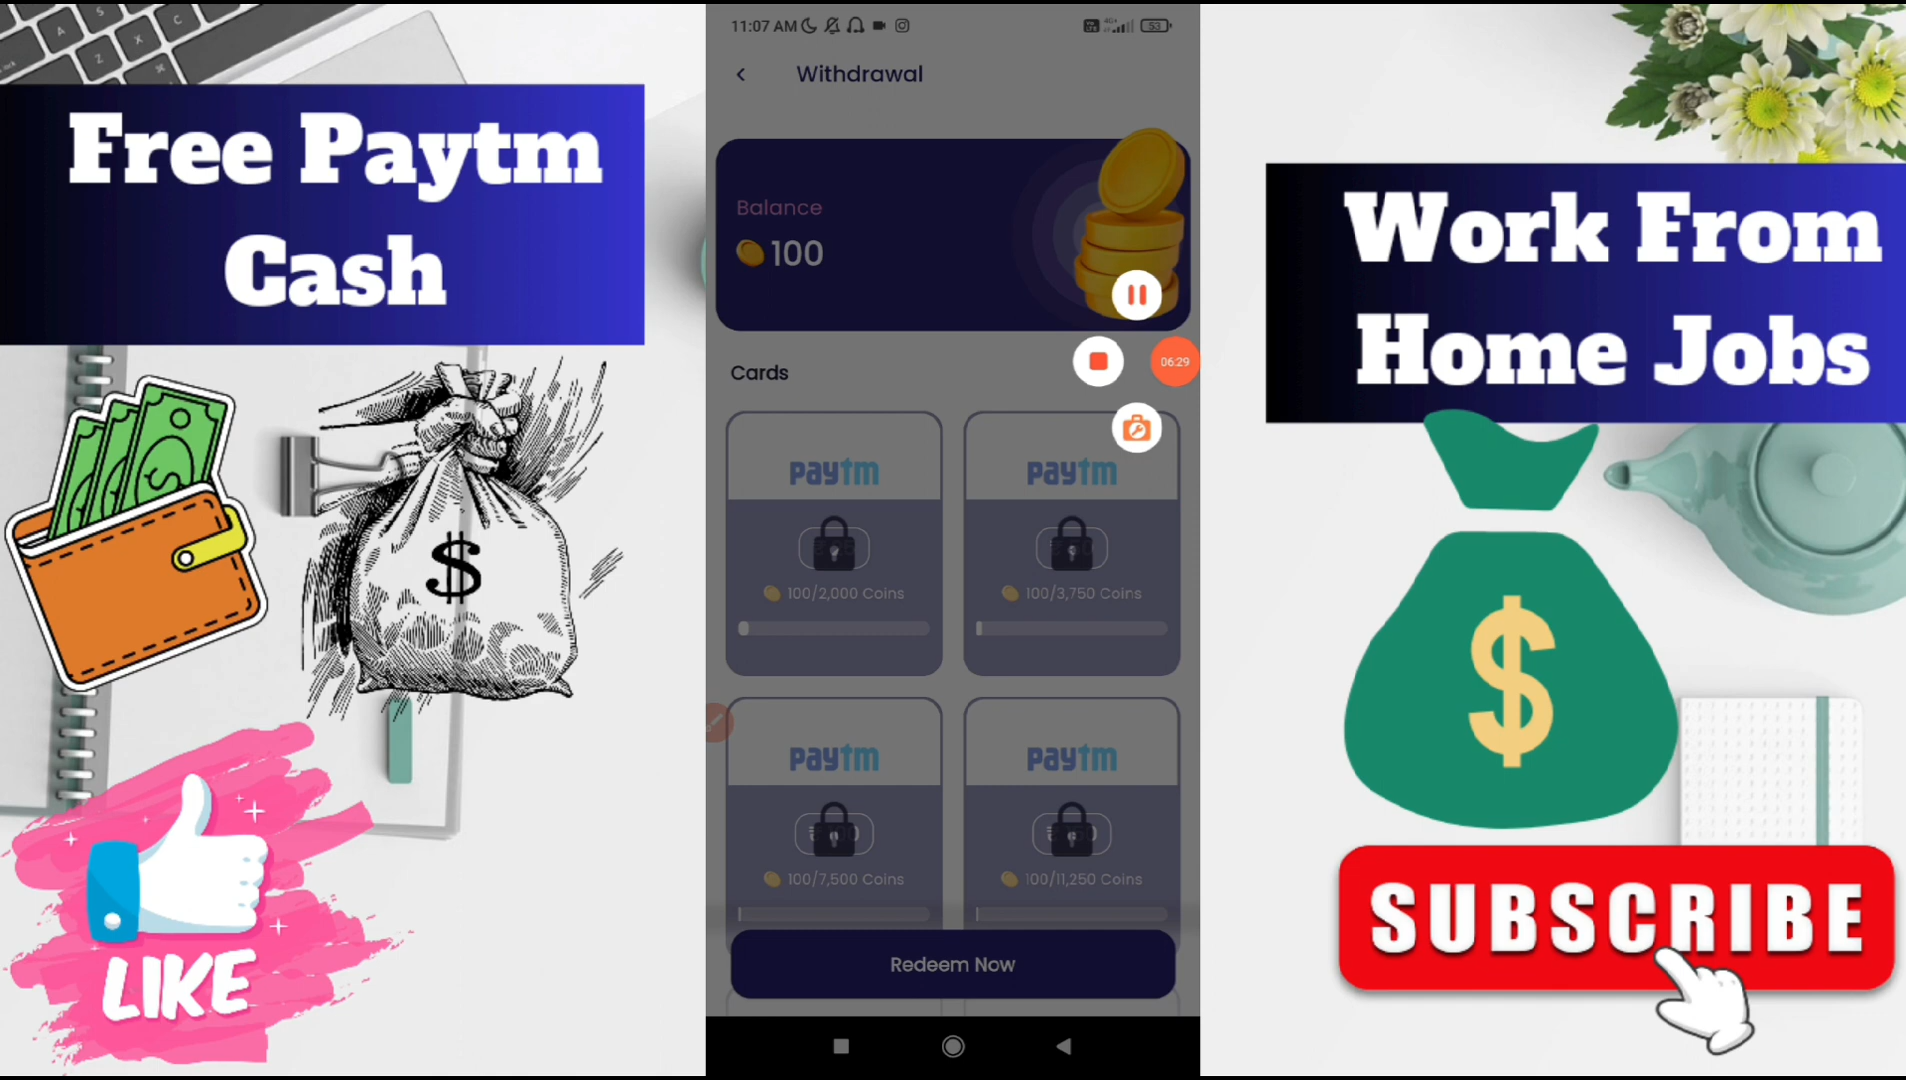 Free Paytm
Cash
11:07 AM
4G+
53
Withdrawal
Balance
100
06:29
Cards
paytm
paytm
100/2,000 Coins
100/3,750 Coins
paytm
paytm
100/7,500 Coins
100/11,250 Coins
Redeem Now
Work From
Home Jobs
LIKE
SUBSCRIBE